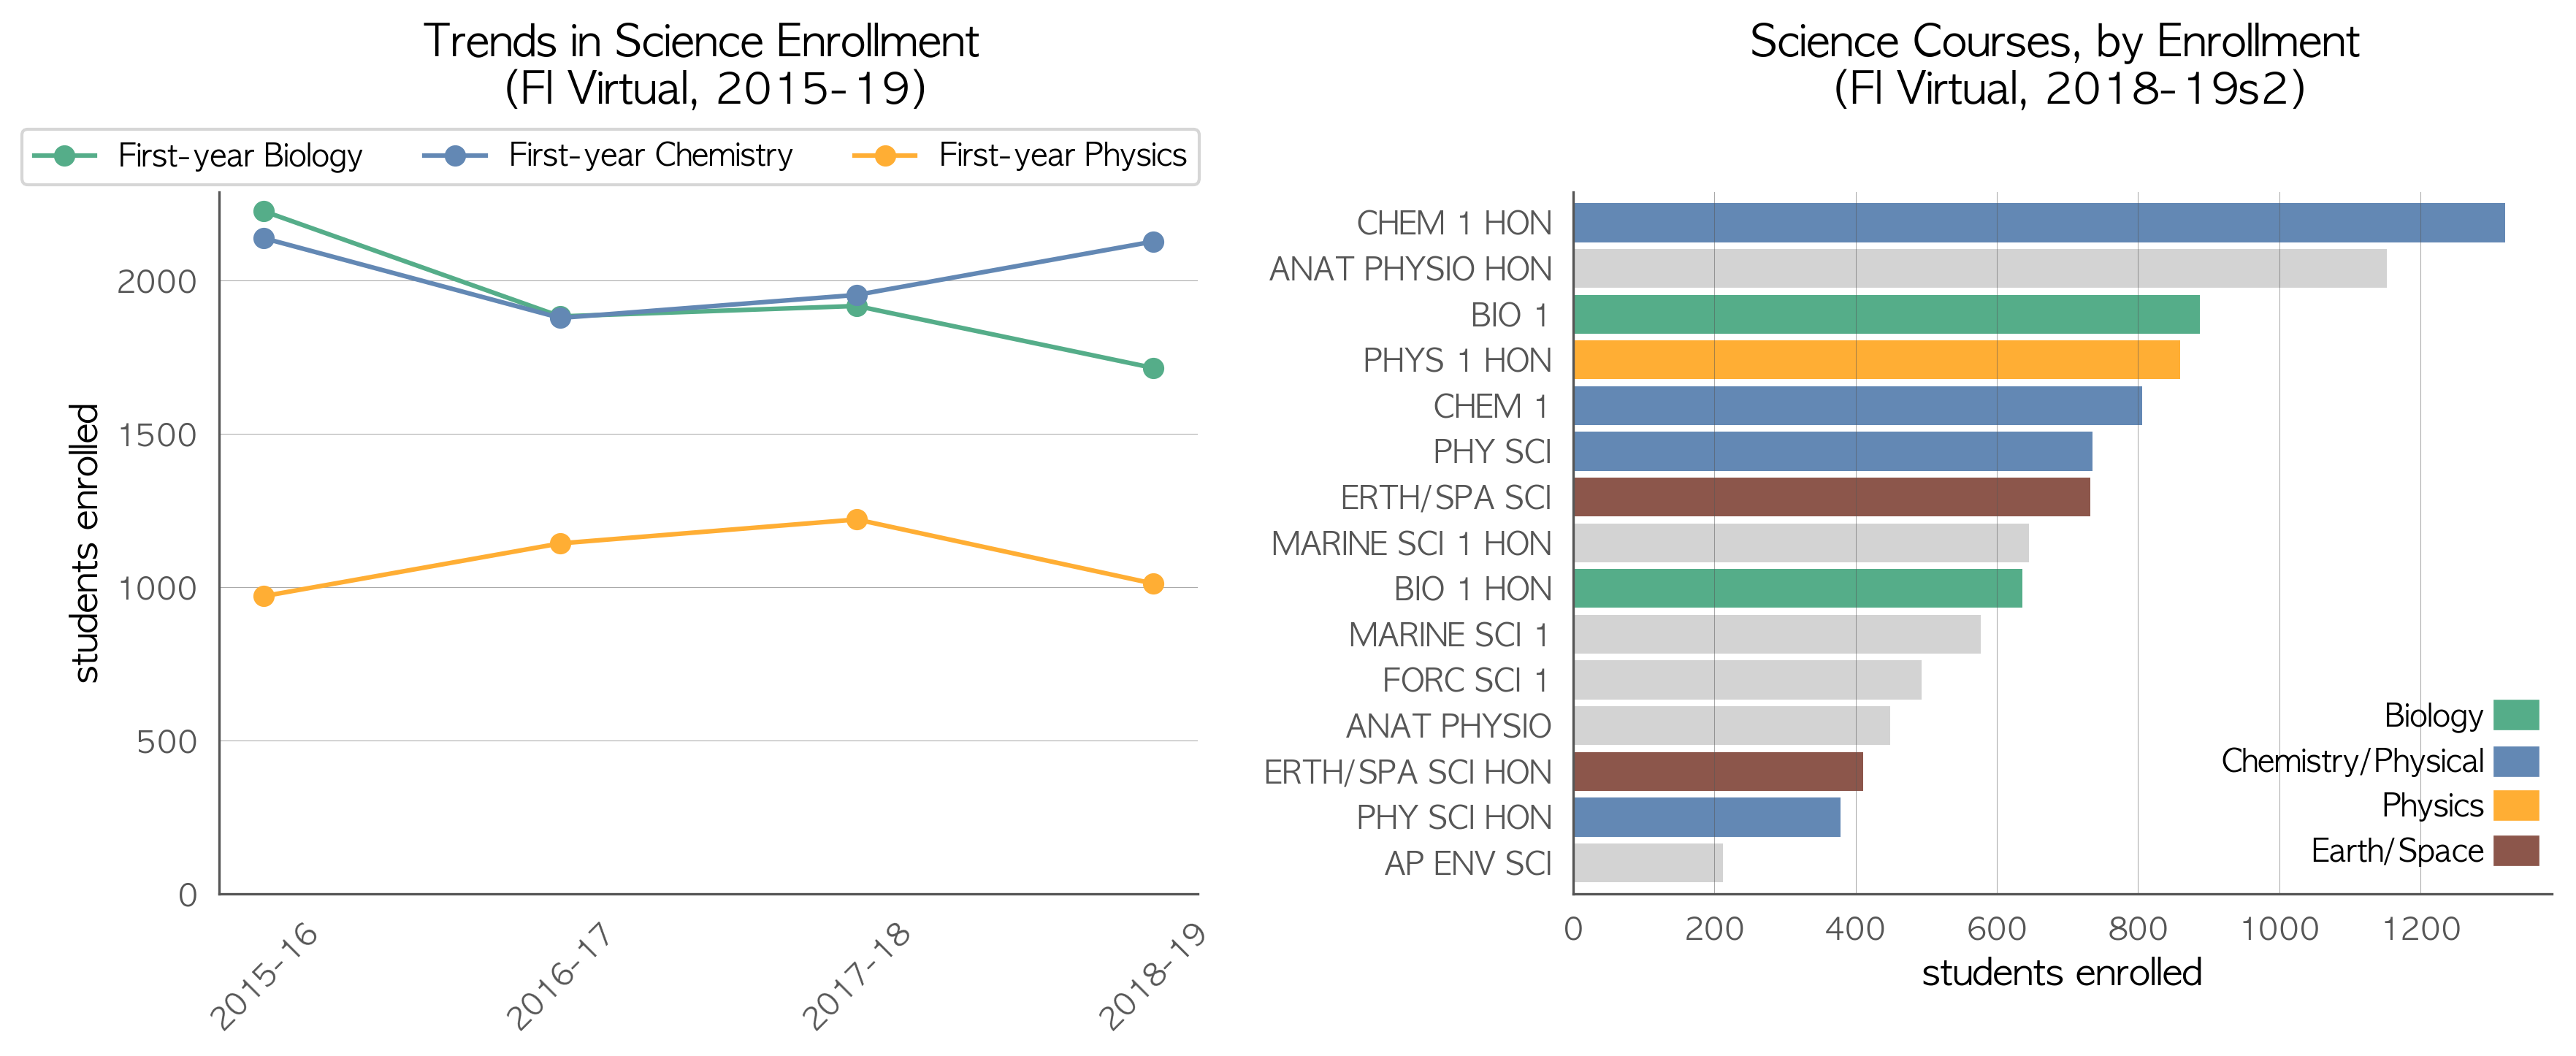 Trends in Science Enrollment
(Fl Virtual, 2015-19)
First-year Biology
First-year Chemistry
First-year Physics
students enrolled
2000
1500
1000
500
0
2015-16
2016-17
2017-18
2018-19
Science Courses, by Enrollment
(Fl Virtual, 2018-19s2)
CHEM 1 HON
ANAT PHYSIO HON
BIO 1
PHYS 1 HON
CHEM 1
PHY SCI
ERTH/SPA SCI
MARINE SCI 1 HON
BIO 1 HON
MARINE SCI 1
FORC SCI 1
ANAT PHYSIO
ERTH/SPA SCI HON
PHY SCI HON
AP ENV SCI
Biology
Chemistry/Physical
Physics
Earth/Space
0
200
400
600
800
1000
1200
students enrolled